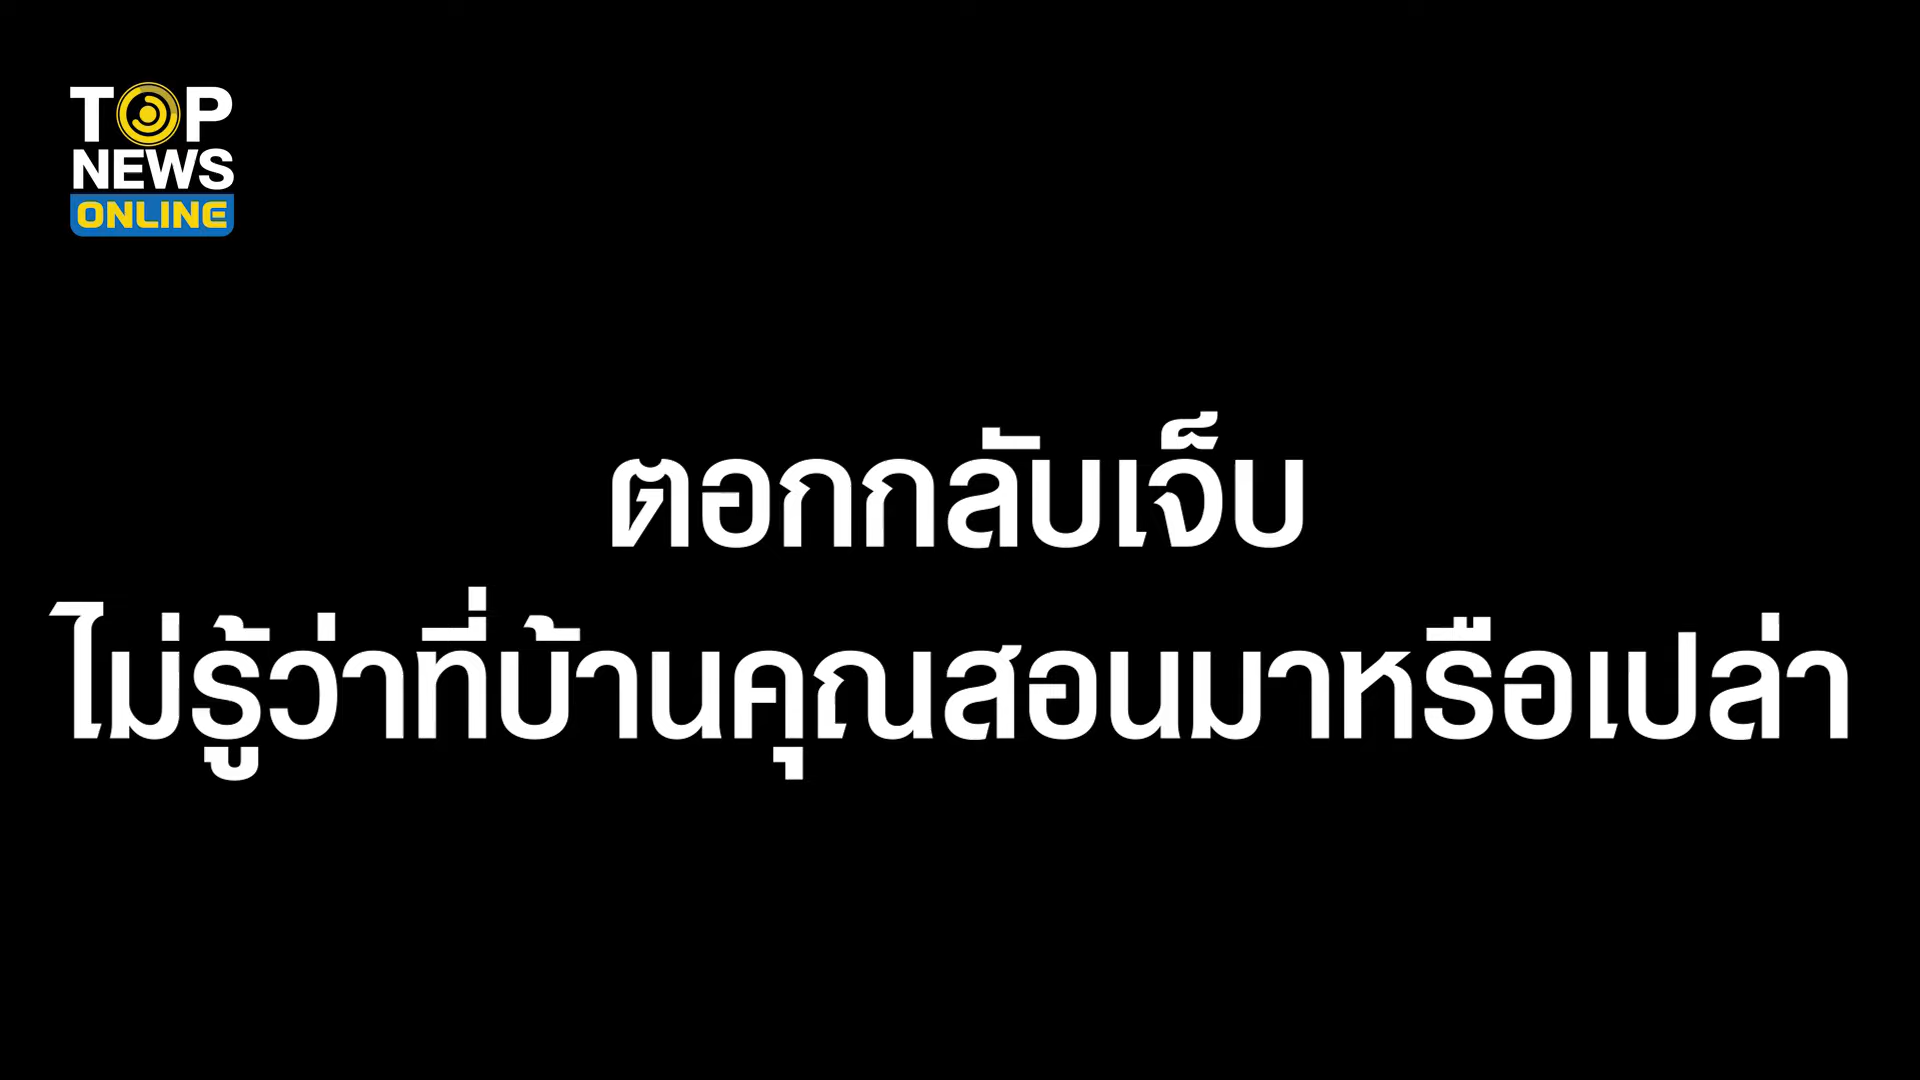 TOP
NEWS
ONLINE
ตอกกลับเจ็บ
ไม่รู้ว่าที่บ้านคุณสอนมาหรือเปล่า